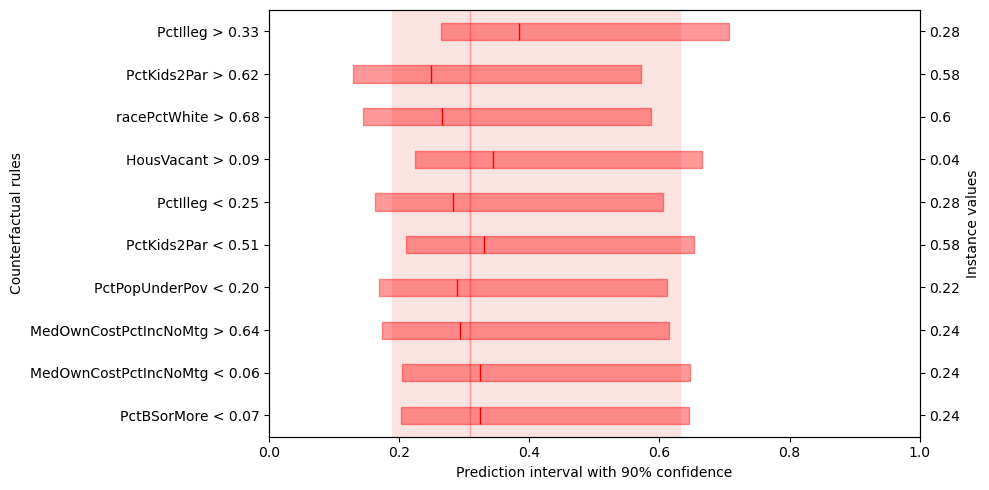 PctIlleg > 0.33
0.28
PctKids2Par > 0.62
0.58
racePctWhite > 0.68
0.6
HousVacant > 0.09
0.04
PctIlleg < 0.25
0.28
PctKids2Par < 0.51
0.58
PctPopUnderPov < 0.20
0.22
MedOwnCostPctIncNoMtg > 0.64
0.24
MedOwnCostPctIncNoMtg < 0.06
0.24
PctBSorMore < 0.07
0.24
Counterfactual rules
Instance values
0.0 0.2 0.4 0.6 0.8 1.0
Prediction interval with 90% confidence